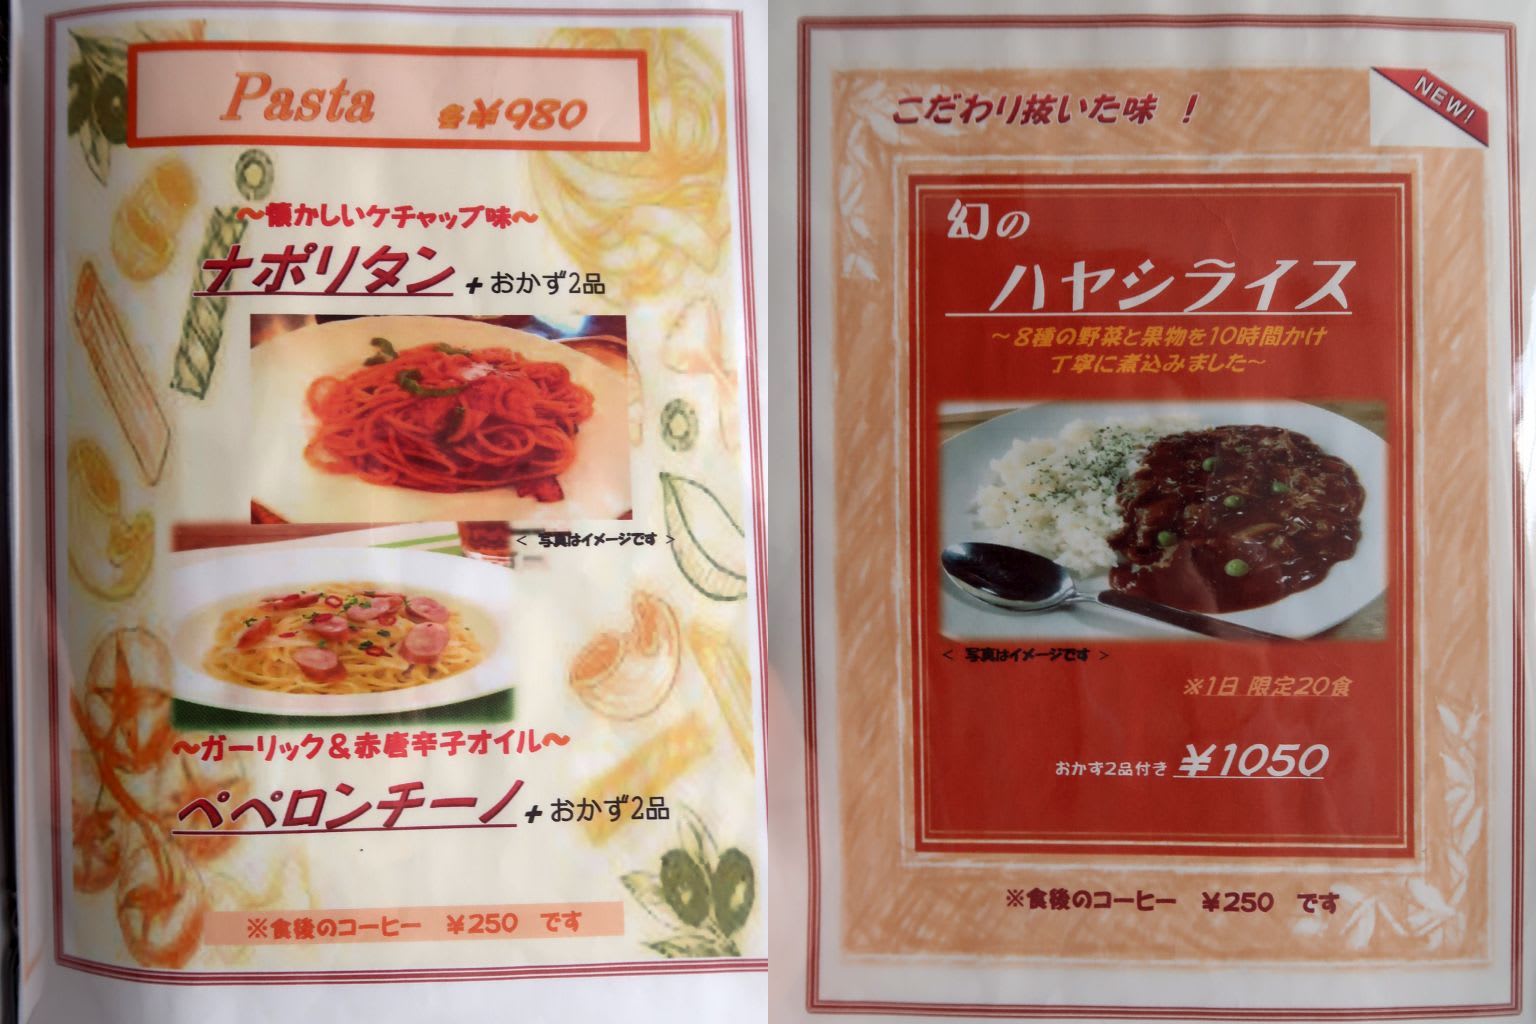 Pasta 各¥980
～懐かしいケチャップ味～
ナポリタン + おかず2品
< 写真はイメージです >
～ガーリック＆赤唐辛子オイル～
ペペロンチーノ + おかず2品
※食後のコーヒー ¥250 です
こだわり抜いた味 ！
NEW!
幻の
ハヤシライス
～8種の野菜と果物を10時間かけ
丁寧に煮込みました～
< 写真はイメージです >
※1日 限定20食
おかず2品付き ¥1050
※食後のコーヒー ¥250 です